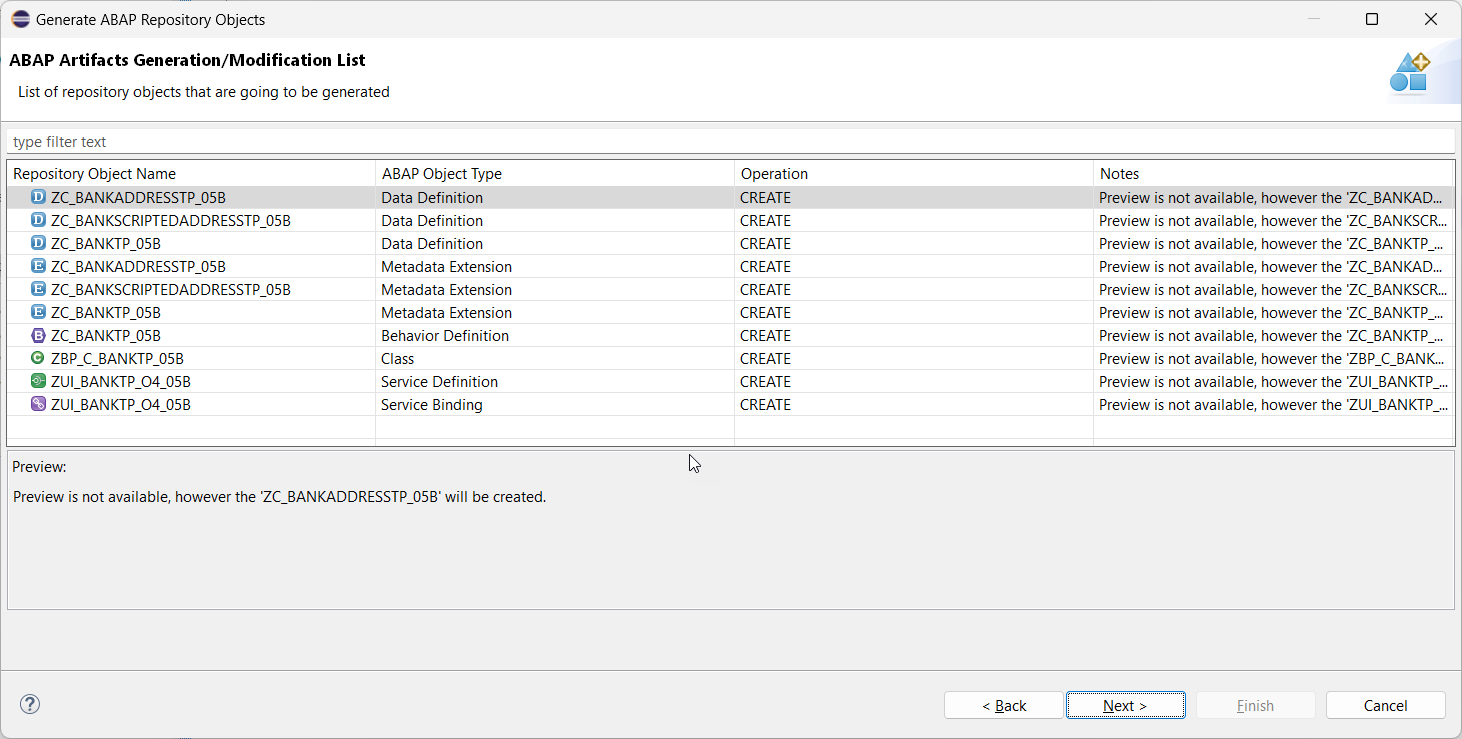 Generate ABAP Repository Objects
ABAP Artifacts Generation/Modification List
List of repository objects that are going to be generated
type filter text
Repository Object Name ABAP Object Type Operation Notes
D ZC_BANKADDRESSTP_05B Data Definition CREATE Preview is not available, however the 'ZC_BANKAD...
D ZC_BANKSCRIPTEDADDRESSTP_05B Data Definition CREATE Preview is not available, however the 'ZC_BANKSCR...
D ZC_BANKTP_05B Data Definition CREATE Preview is not available, however the 'ZC_BANKTP_...
E ZC_BANKADDRESSTP_05B Metadata Extension CREATE Preview is not available, however the 'ZC_BANKAD...
E ZC_BANKSCRIPTEDADDRESSTP_05B Metadata Extension CREATE Preview is not available, however the 'ZC_BANKSCR...
E ZC_BANKTP_05B Metadata Extension CREATE Preview is not available, however the 'ZC_BANKTP_...
B ZC_BANKTP_05B Behavior Definition CREATE Preview is not available, however the 'ZC_BANKTP_...
C ZBP_C_BANKTP_05B Class CREATE Preview is not available, however the 'ZBP_C_BANK...
ZUI_BANKTP_O4_05B Service Definition CREATE Preview is not available, however the 'ZUI_BANKTP_...
ZUI_BANKTP_O4_05B Service Binding CREATE Preview is not available, however the 'ZUI_BANKTP_...
Preview:
Preview is not available, however the 'ZC_BANKADDRESSTP_05B' will be created.
? < Back Next > Finish Cancel